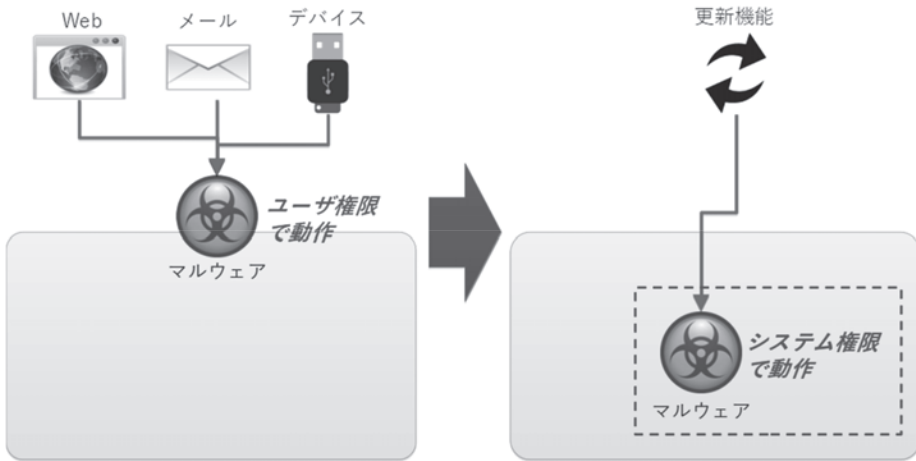 Web
メール
デバイス
ユーザ権限
で動作
マルウェア
更新機能
システム権限
で動作
マルウェア